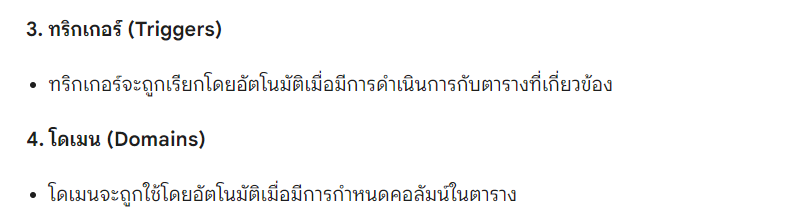 3. ทริกเกอร์ (Triggers)
• ทริกเกอร์จะถูกเรียกโดยอัตโนมัติเมื่อมีการดำเนินการกับตารางที่เกี่ยวข้อง
4. โดเมน (Domains)
• โดเมนจะถูกใช้โดยอัตโนมัติเมื่อมีการกำหนดคอลัมน์ในตาราง